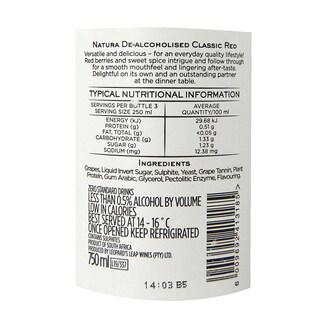 NATURA DE-ALCOHOLISED CLASSIC RED
Versatile and delicious - for an everyday quality lifestyle!
Red berries and sweet spice intrigue and follow through
for a smooth mouthfeel and lingering after-taste.
Delightful on its own and an outstanding partner
at the dinner table.
TYPICAL NUTRITIONAL INFORMATION
SERVINGS PER BOTTLE 3
SERVING SIZE 250 ml
AVERAGE
QUANTITY/100 ml
ENERGY (kJ) 29.68 kJ
PROTEIN (g) 0.51 g
FAT, TOTAL (g) <0.05 g
CARBOHYDRATE (g) 1.33 g
SUGAR (g) 1.23 g
SODIUM (mg) 12.38 mg
INGREDIENTS
Grapes, Liquid Invert Sugar, Sulphite, Yeast, Grape Tannin, Plant
Protein, Gum Arabic, Glycerol, Pectolitic Enzyme, Flavouring
ZERO STANDARD DRINKS
LESS THAN 0.5% ALCOHOL BY VOLUME
LOW IN CALORIES
BEST SERVED AT 14 - 16°C
ONCE OPENED KEEP REFRIGERATED
CONTAINS SULPHITES
PRODUCT OF SOUTH AFRICA
PRODUCED BY LEOPARD'S LEAP WINES (PTY) LTD.
750 ml
14:03 B5